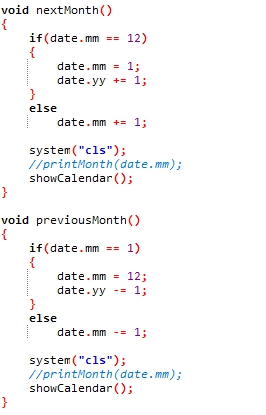 void nextMonth()
{
    if(date.mm == 12)
    {
        date.mm = 1;
        date.yy += 1;
    }
    else
        date.mm += 1;

    system("cls");
    //printMonth(date.mm);
    showCalendar();
}

void previousMonth()
{
    if(date.mm == 1)
    {
        date.mm = 12;
        date.yy -= 1;
    }
    else
        date.mm -= 1;

    system("cls");
    //printMonth(date.mm);
    showCalendar();
}